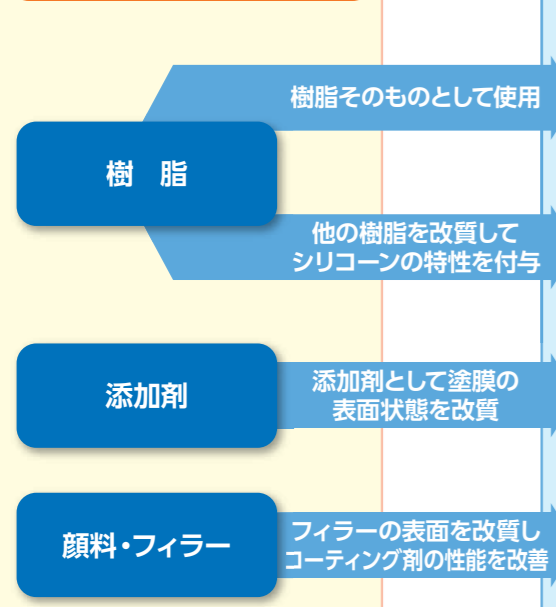 樹そのものとして使用
樹　脂
他の樹脂を改質して
シリコーンの特性を付与
添加剤
添加剤として塗膜の
表面状態を改質
顔料・フィラー
フィラーの表面を改質し
コーティング剤の性能を改善